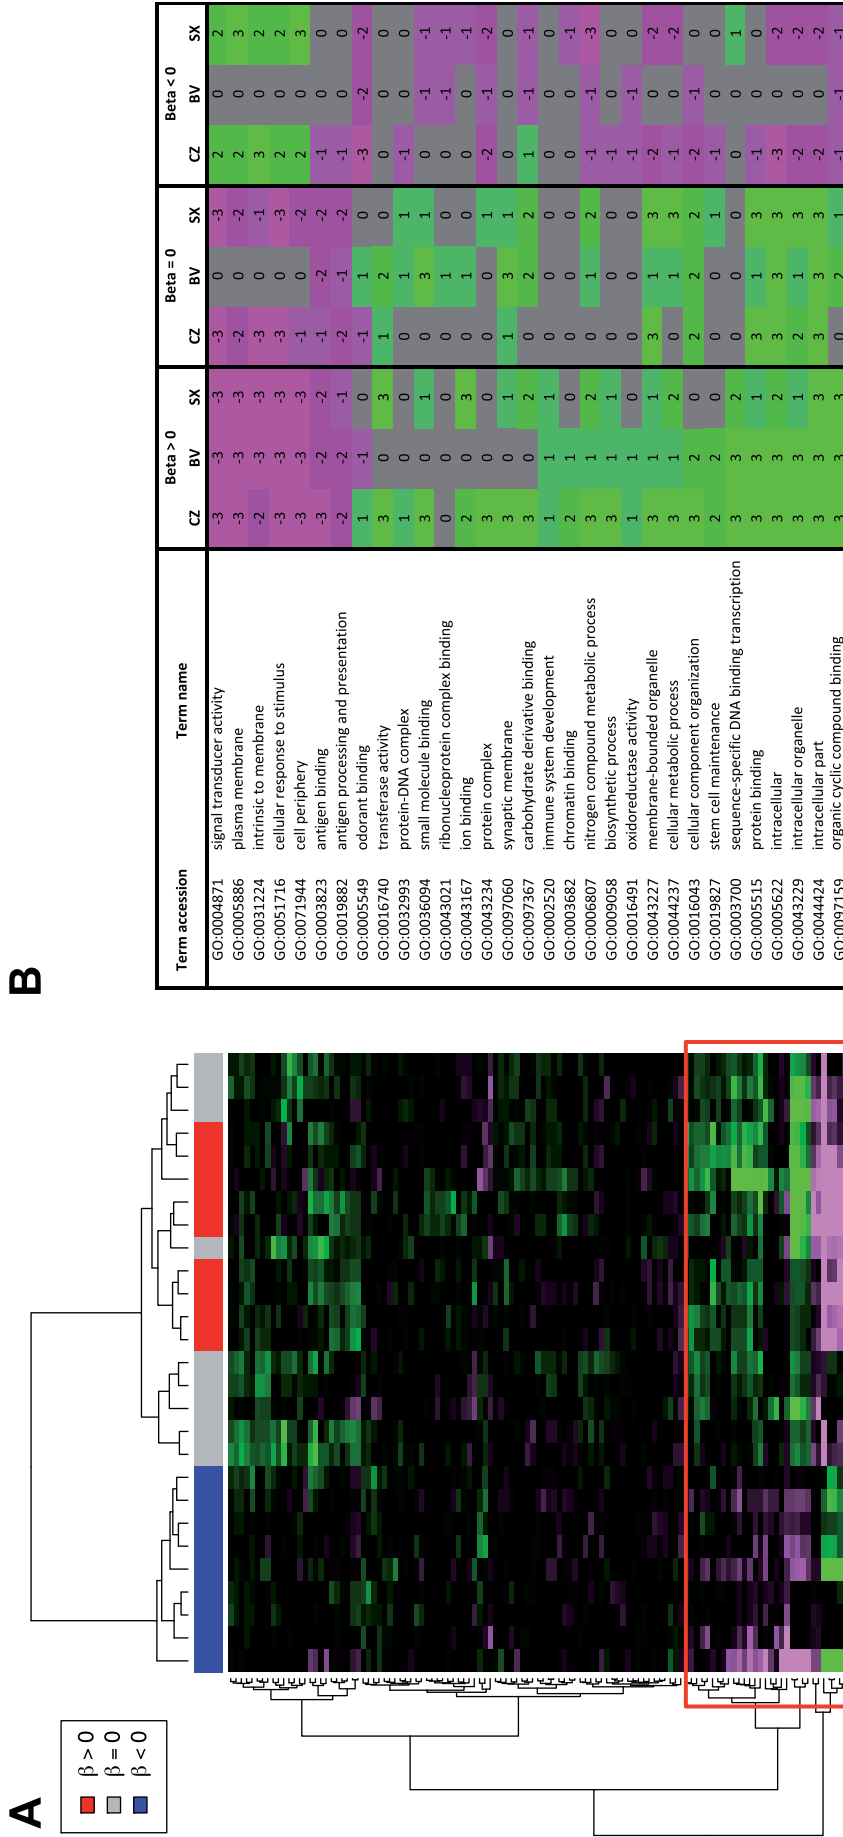 A
β > 0
β = 0
β < 0
B
Beta > 0 Beta = 0 Beta < 0
Term accession Term name CZ BV SX CZ BV SX CZ BV SX
GO:0004871 signal transducer activity -3 -3 -3 -3 0 -3 2 0 2
GO:0005886 plasma membrane -3 -3 -3 -2 0 -2 2 0 3
GO:0031224 intrinsic to membrane -2 -3 -3 -3 0 -1 3 0 2
GO:0051716 cellular response to stimulus -3 -3 -3 -3 0 -3 2 0 2
GO:0071944 cell periphery -3 -3 -3 -1 0 -2 2 0 3
GO:0003823 antigen binding -3 -2 -2 -1 -2 -2 -1 0 0
GO:0019882 antigen processing and presentation -2 -2 -1 -2 -1 -2 -1 0 0
GO:0005549 odorant binding 1 -1 0 -1 1 0 -3 -2 -2
GO:0016740 transferase activity 3 0 3 1 2 0 0 0 0
GO:0032993 protein-DNA complex 1 0 0 0 1 1 -1 0 0
GO:0036094 small molecule binding 3 0 1 0 3 1 0 -1 -1
GO:0043021 ribonucleoprotein complex binding 0 0 0 0 1 0 0 -1 -1
GO:0043167 ion binding 2 0 3 0 1 0 0 0 -1
GO:0043234 protein complex 3 0 0 0 0 1 -2 -1 -2
GO:0097060 synaptic membrane 3 0 1 1 3 1 0 0 0
GO:0097367 carbohydrate derivative binding 3 0 2 0 2 2 1 -1 -1
GO:0002520 immune system development 1 1 1 0 0 0 0 0 0
GO:0003682 chromatin binding 2 1 0 0 0 0 0 0 -1
GO:0006807 nitrogen compound metabolic process 3 1 2 0 1 2 -1 -1 -3
GO:0009058 biosynthetic process 3 1 1 0 0 0 -1 0 0
GO:0016491 oxidoreductase activity 1 1 0 0 0 0 -1 -1 0
GO:0043227 membrane-bounded organelle 3 1 1 3 1 3 -2 0 -2
GO:0044237 cellular metabolic process 3 1 2 0 1 3 -1 0 -2
GO:0016043 cellular component organization 3 2 0 2 2 2 -2 -1 0
GO:0019827 stem cell maintenance 2 2 0 0 0 1 -1 0 0
GO:0003700 sequence-specific DNA binding transcription 3 3 2 0 0 0 0 0 1
GO:0005515 protein binding 3 3 1 3 1 3 -1 0 0
GO:0005622 intracellular 3 3 2 3 3 3 -3 0 -2
GO:0043229 intracellular organelle 3 3 1 2 1 3 -2 0 -2
GO:0044424 intracellular part 3 3 3 3 3 3 -2 0 -2
GO:0097159 organic cyclic compound binding 3 3 3 0 2 1 -1 -1 -1